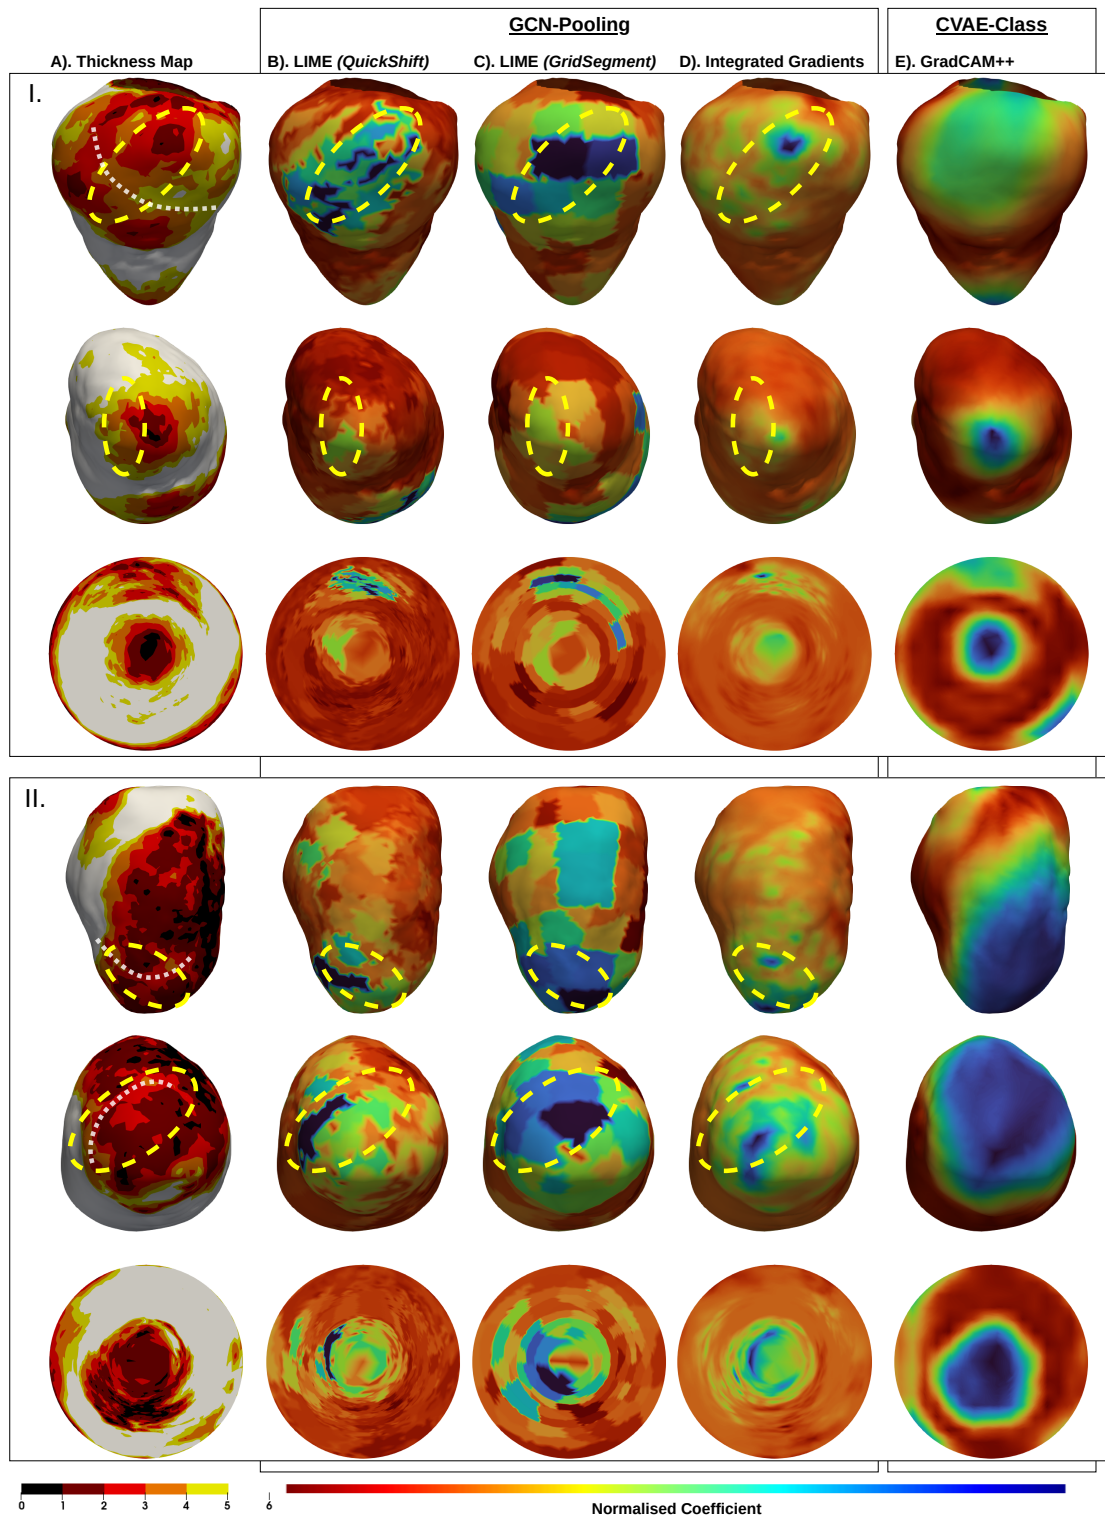 GCN-Pooling
CVAE-Class
A). Thickness Map
B). LIME (QuickShift)
C). LIME (GridSegment)
D). Integrated Gradients
E). GradCAM++
I.
II.
0 1 2 3 4 5
6
Normalised Coefficient